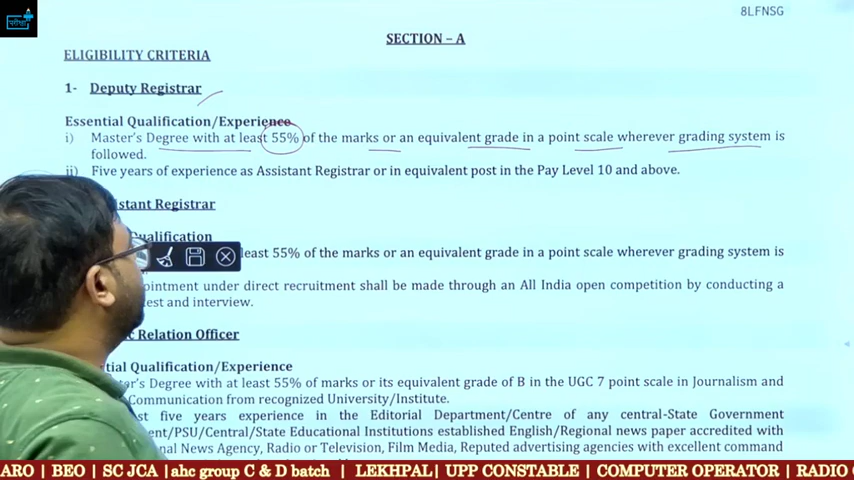 परीक्षा
8LFNSG
SECTION – A
ELIGIBILITY CRITERIA
1- Deputy Registrar
Essential Qualification/Experience
i) Master's Degree with at least 55% of the marks or an equivalent grade in a point scale wherever grading system is
followed.
ii) Five years of experience as Assistant Registrar or in equivalent post in the Pay Level 10 and above.
istant Registrar
Qualification
least 55% of the marks or an equivalent grade in a point scale wherever grading system is
ointment under direct recruitment shall be made through an All India open competition by conducting a
test and interview.
Relation Officer
tial Qualification/Experience
ter's Degree with at least 55% of marks or its equivalent grade of B in the UGC 7 point scale in Journalism and
Communication from recognized University/Institute.
st five years experience in the Editorial Department/Centre of any central-State Government
ent/PSU/Central/State Educational Institutions established English/Regional news paper accredited with
nal News Agency, Radio or Television, Film Media, Reputed advertising agencies with excellent command
ARO | BEO | SC JCA | ahc group C & D batch | LEKHPAL | UPP CONSTABLE | COMPUTER OPERATOR | RADIO